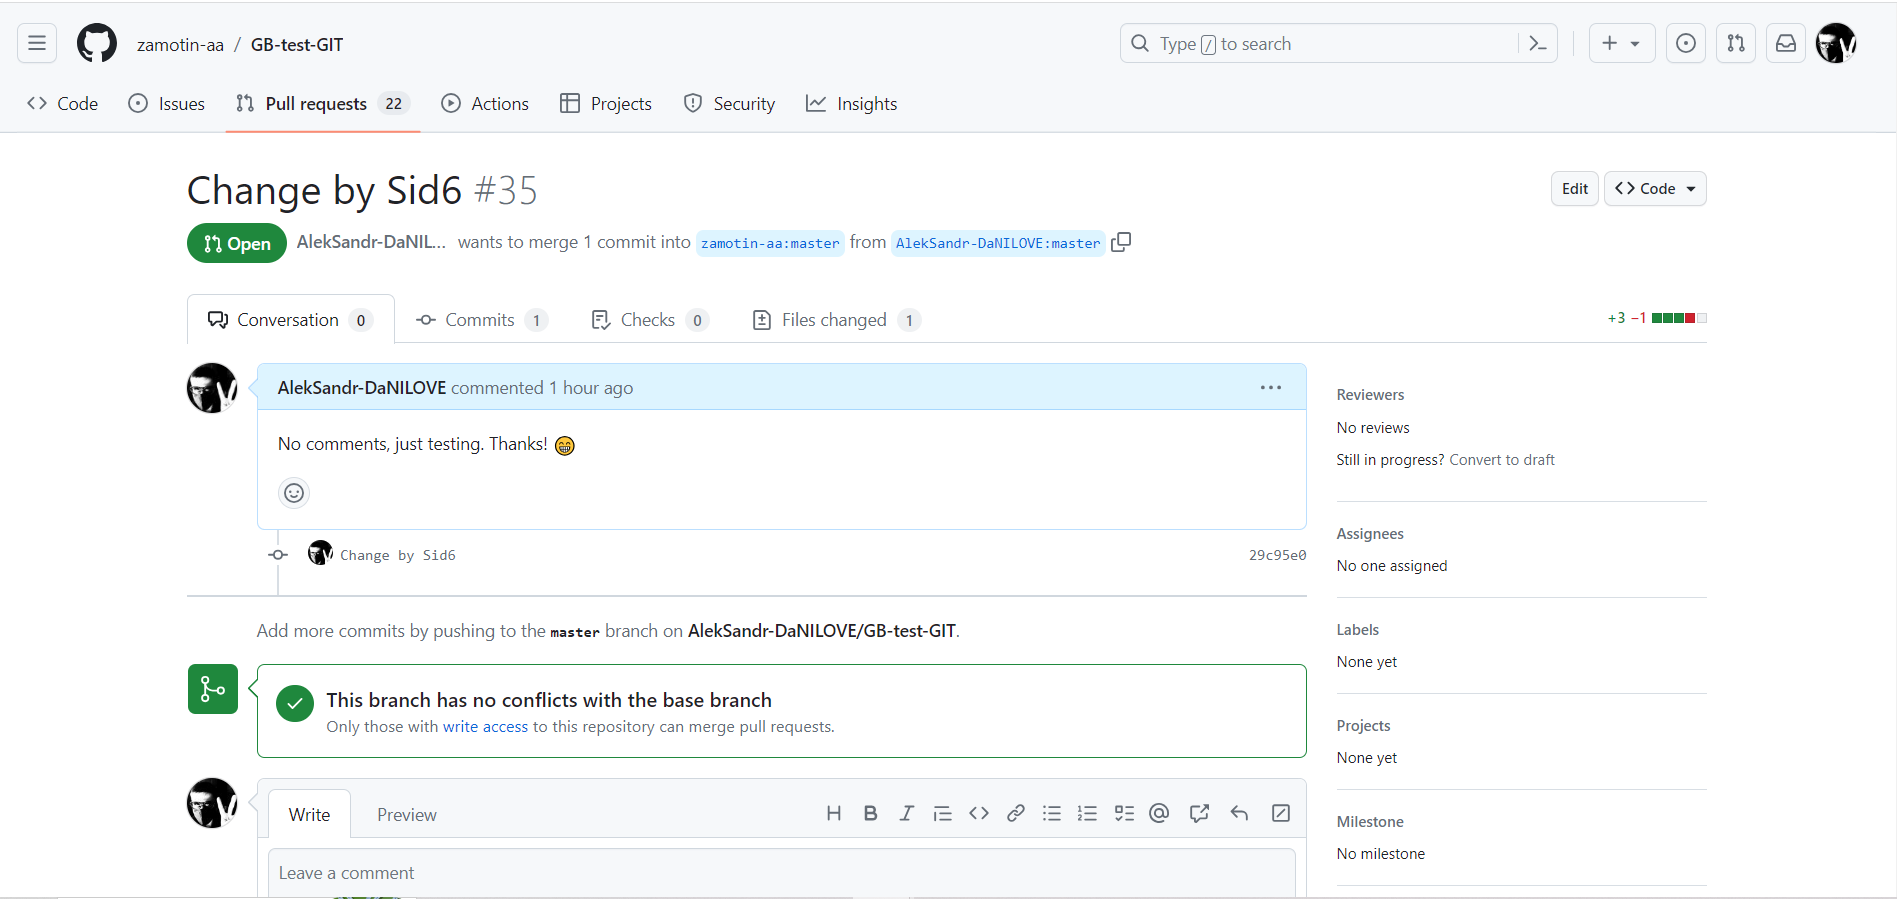 zamotin-aa / GB-test-GIT
Type / to search
Code Issues Pull requests 22 Actions Projects Security Insights
Change by Sid6 #35
Edit
Code
Open AlekSandr-DaNIL... wants to merge 1 commit into zamotin-aa:master from AlekSandr-DaNILOVE:master
Conversation 0 Commits 1 Checks 0 Files changed 1
+3 −1
AlekSandr-DaNILOVE commented 1 hour ago
No comments, just testing. Thanks! 😁
Change by Sid6 29c95e0
Add more commits by pushing to the master branch on AlekSandr-DaNILOVE/GB-test-GIT.
This branch has no conflicts with the base branch
Only those with write access to this repository can merge pull requests.
Write Preview
Leave a comment
Reviewers
No reviews
Still in progress? Convert to draft
Assignees
No one assigned
Labels
None yet
Projects
None yet
Milestone
No milestone